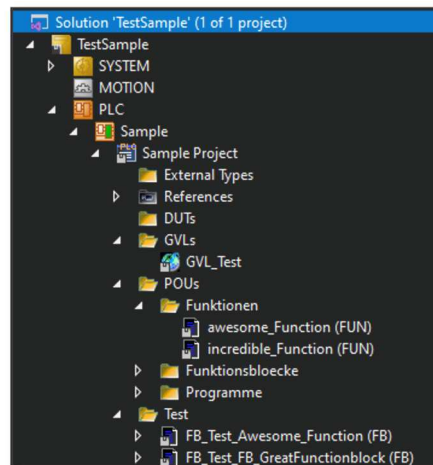 Solution 'TestSample' (1 of 1 project)
TestSample
SYSTEM
MOTION
PLC
Sample
Sample Project
External Types
References
DUTs
GVLs
GVL_Test
POUs
Funktionen
awesome_Function (FUN)
incredible_Function (FUN)
Funktionsbloecke
Programme
Test
FB_Test_Awesome_Function (FB)
FB_Test_FB_GreatFunctionblock (FB)